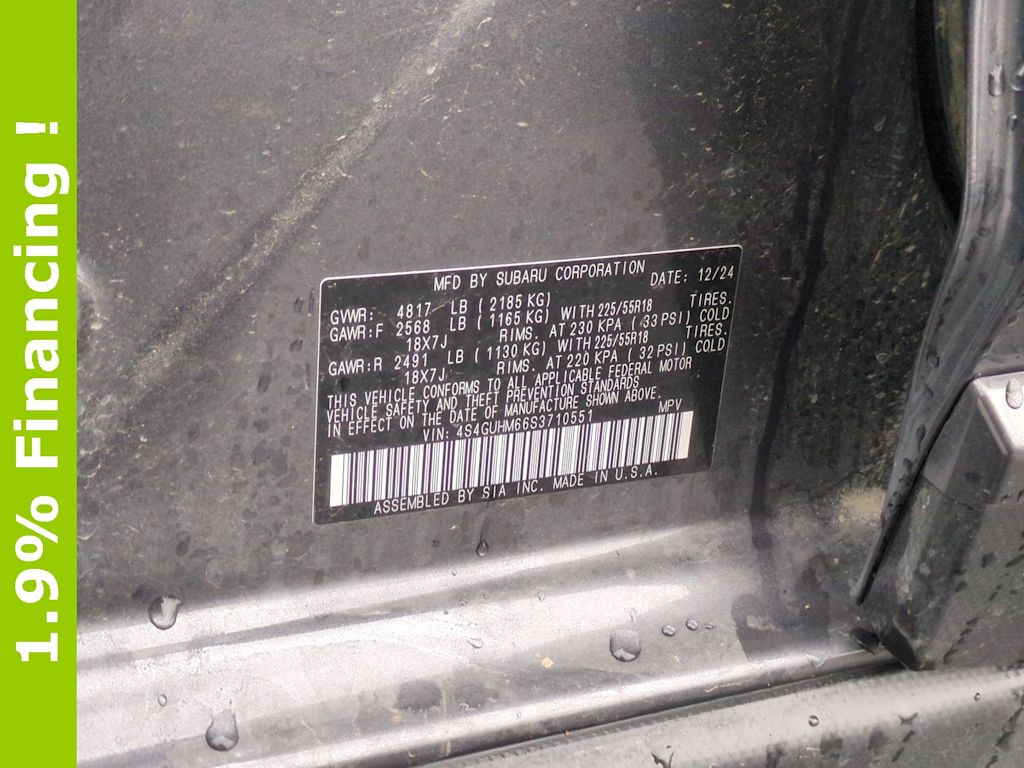 1.9% Financing !
MFD BY SUBARU CORPORATION DATE: 12/24
GVWR: 4817 LB ( 2185 KG)
GAWR:F 2568 LB ( 1165 KG) WITH 225/55R18 TIRES.
18X7J RIMS. AT 230 KPA ( 33 PSI) COLD
GAWR:R 2491 LB ( 1130 KG) WITH 225/55R18 TIRES.
18X7J RIMS. AT 220 KPA ( 32 PSI) COLD
THIS VEHICLE CONFORMS TO ALL APPLICABLE FEDERAL MOTOR
VEHICLE SAFETY AND THEFT PREVENTION STANDARDS
IN EFFECT ON THE DATE OF MANUFACTURE SHOWN ABOVE.
VIN: 4S4GUHM66S3710551 MPV
ASSEMBLED BY SIA INC. MADE IN U.S.A.